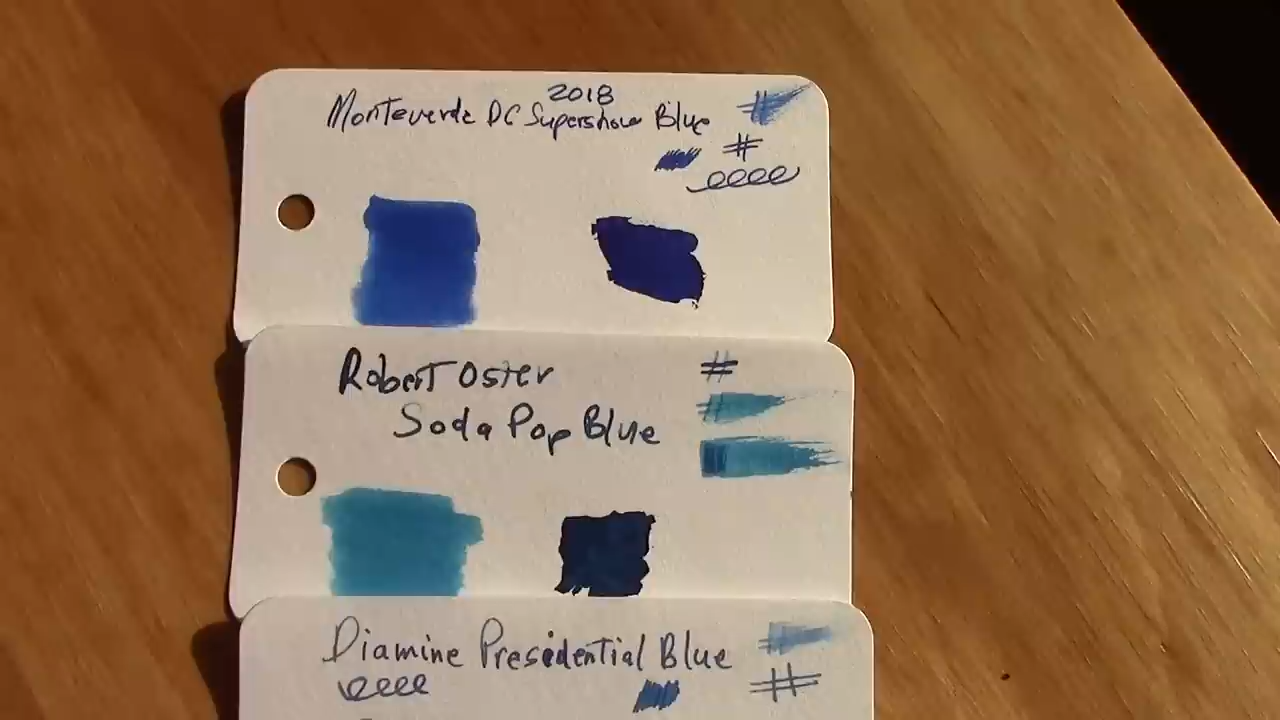 2018
Monteverde DC Supershow Blue
#
#
Robert Oster
#
Soda Pop Blue
Diamine Presidential Blue
#